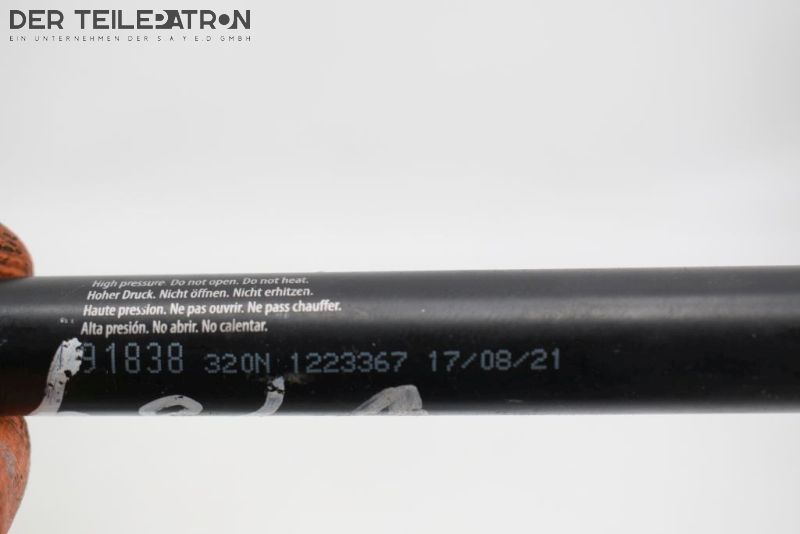 DER TEILEPATRON
EIN UNTERNEHMEN DER S A Y E.D GMBH
High pressure. Do not open. Do not heat.
Hoher Druck. Nicht öffnen. Nicht erhitzen.
Haute pression. Ne pas ouvrir. Ne pass chauffer.
Alta presión. No abrir. No calentar.
91838 320N 1223367 17/08/21